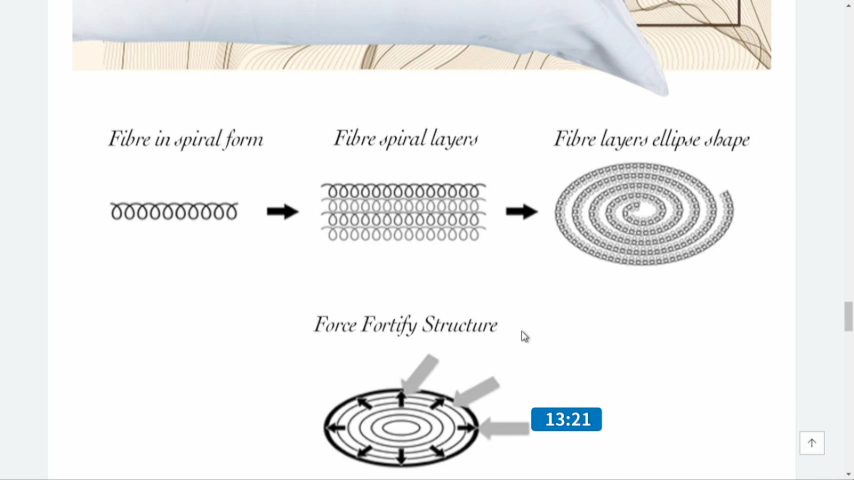 Fibre in spiral form
Fibre spiral layers
Fibre layers ellipse shape
Force Fortify Structure
13:21